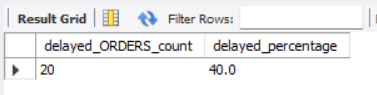 Result Grid Filter Rows:
delayed_ORDERS_count delayed_percentage
20 40.0